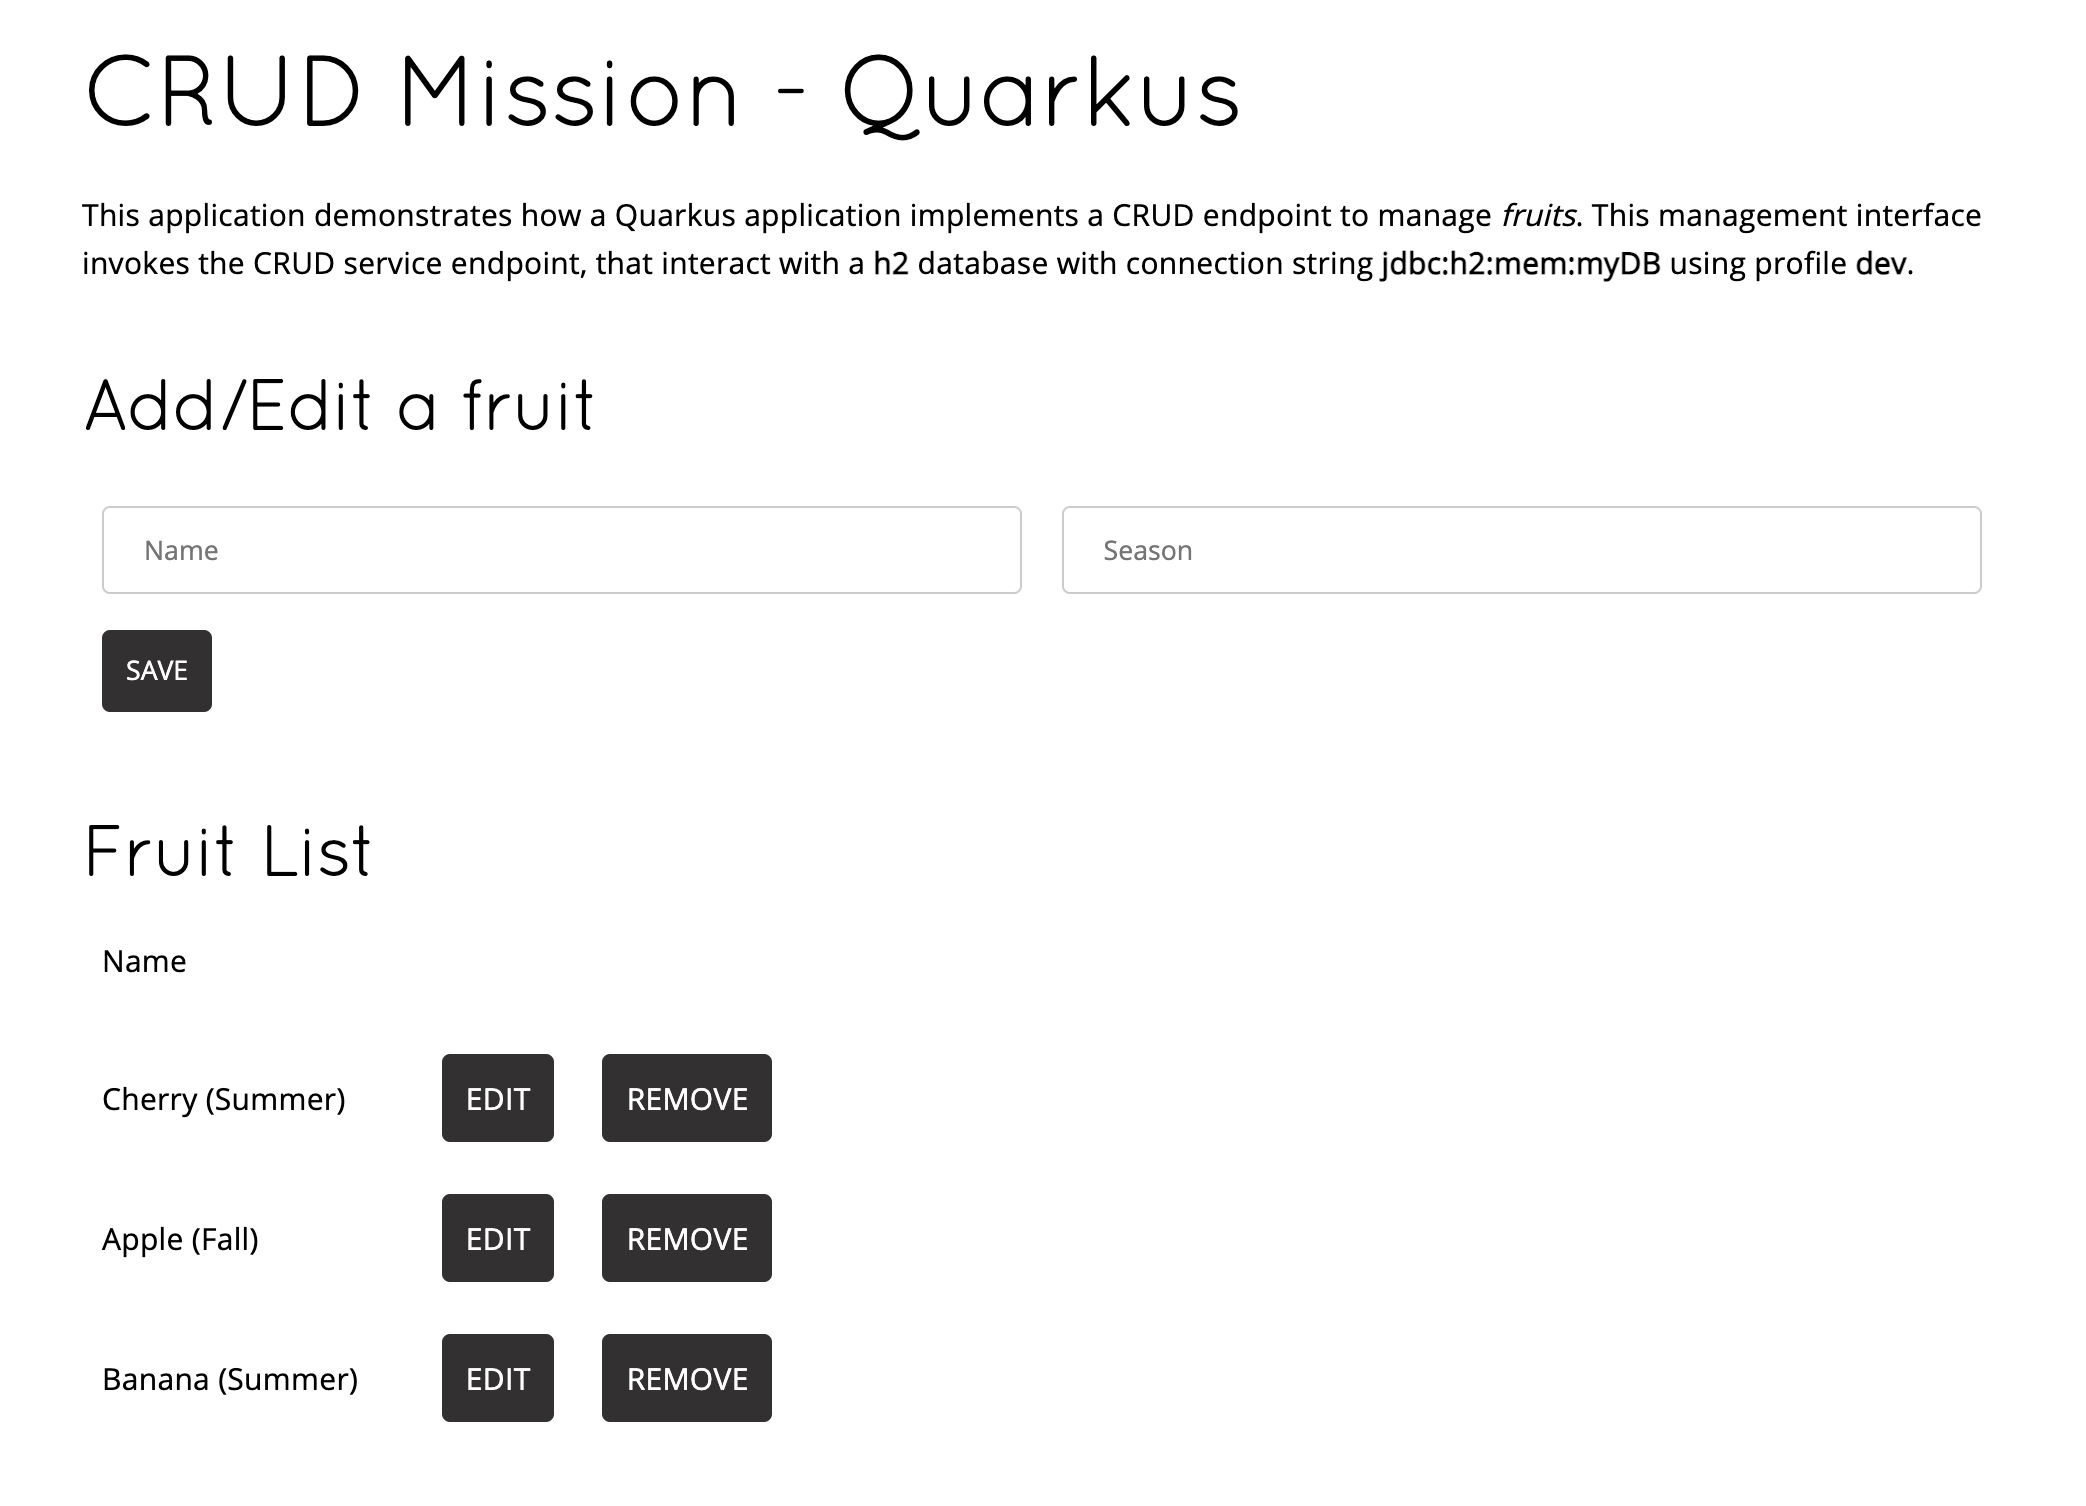 CRUD Mission - Quarkus
This application demonstrates how a Quarkus application implements a CRUD endpoint to manage fruits. This management interface
invokes the CRUD service endpoint, that interact with a h2 database with connection string jdbc:h2:mem:myDB using profile dev.
Add/Edit a fruit
Name Season
SAVE
Fruit List
Name
Cherry (Summer) EDIT REMOVE
Apple (Fall) EDIT REMOVE
Banana (Summer) EDIT REMOVE